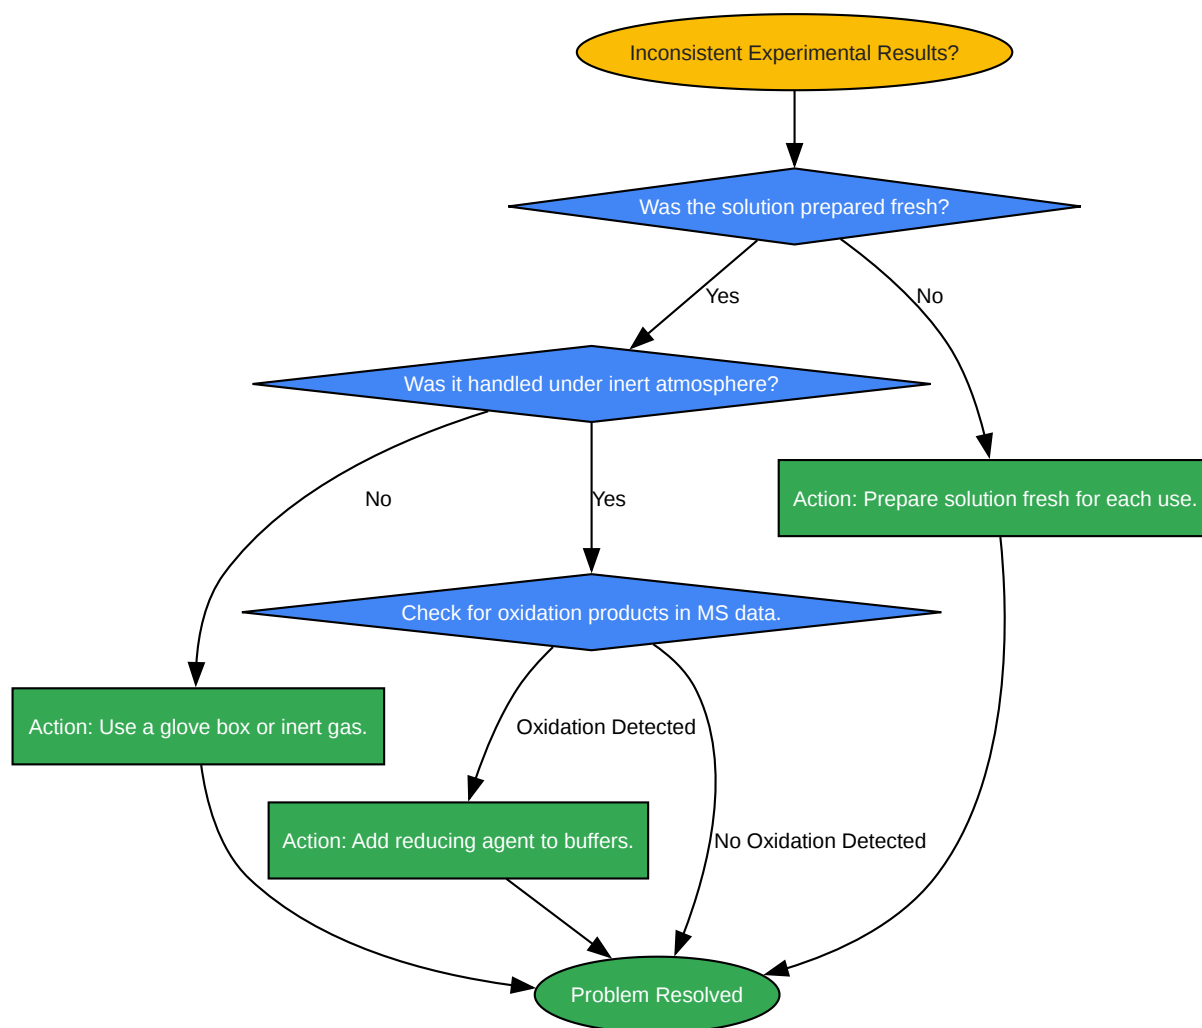 Inconsistent Experimental Results?
Was the solution prepared fresh?
Yes
No
Was it handled under inert atmosphere?
No
Yes
Action: Prepare solution fresh for each use.
Check for oxidation products in MS data.
Action: Use a glove box or inert gas.
Oxidation Detected
Action: Add reducing agent to buffers.
No Oxidation Detected
Problem Resolved